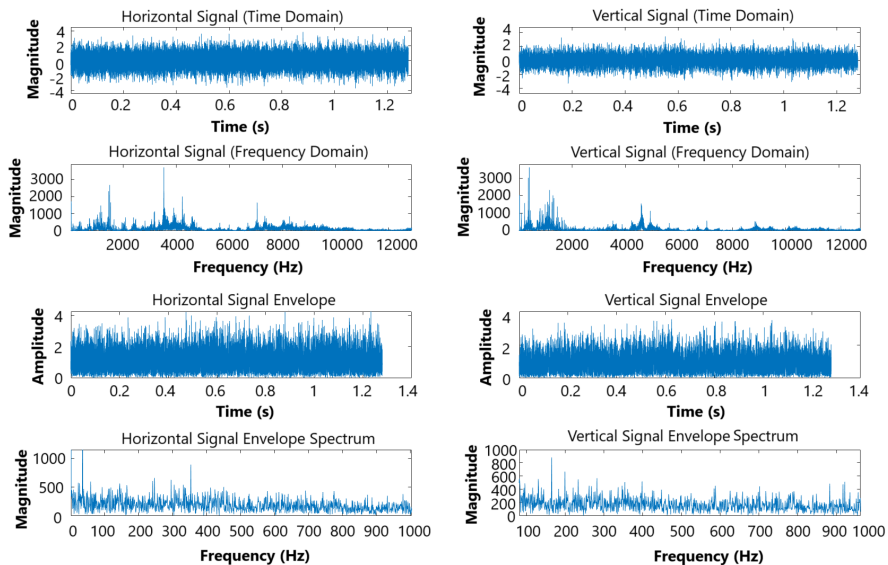 Horizontal Signal (Time Domain)
Magnitude
4
2
0
-2
-4
0 0.2 0.4 0.6 0.8 1 1.2
Time (s)
Vertical Signal (Time Domain)
Magnitude
4
2
0
-2
-4
0 0.2 0.4 0.6 0.8 1 1.2
Time (s)
Horizontal Signal (Frequency Domain)
Magnitude
3000
2000
1000
0
2000 4000 6000 8000 10000 12000
Frequency (Hz)
Vertical Signal (Frequency Domain)
Magnitude
3000
2000
1000
0
2000 4000 6000 8000 10000 12000
Frequency (Hz)
Horizontal Signal Envelope
Amplitude
4
2
0
0 0.2 0.4 0.6 0.8 1 1.2 1.4
Time (s)
Vertical Signal Envelope
Amplitude
4
2
0
0 0.2 0.4 0.6 0.8 1 1.2 1.4
Time (s)
Horizontal Signal Envelope Spectrum
Magnitude
1000
500
0
0 100 200 300 400 500 600 700 800 900 1000
Frequency (Hz)
Vertical Signal Envelope Spectrum
Magnitude
1000
800
600
400
200
0
100 200 300 400 500 600 700 800 900 1000
Frequency (Hz)